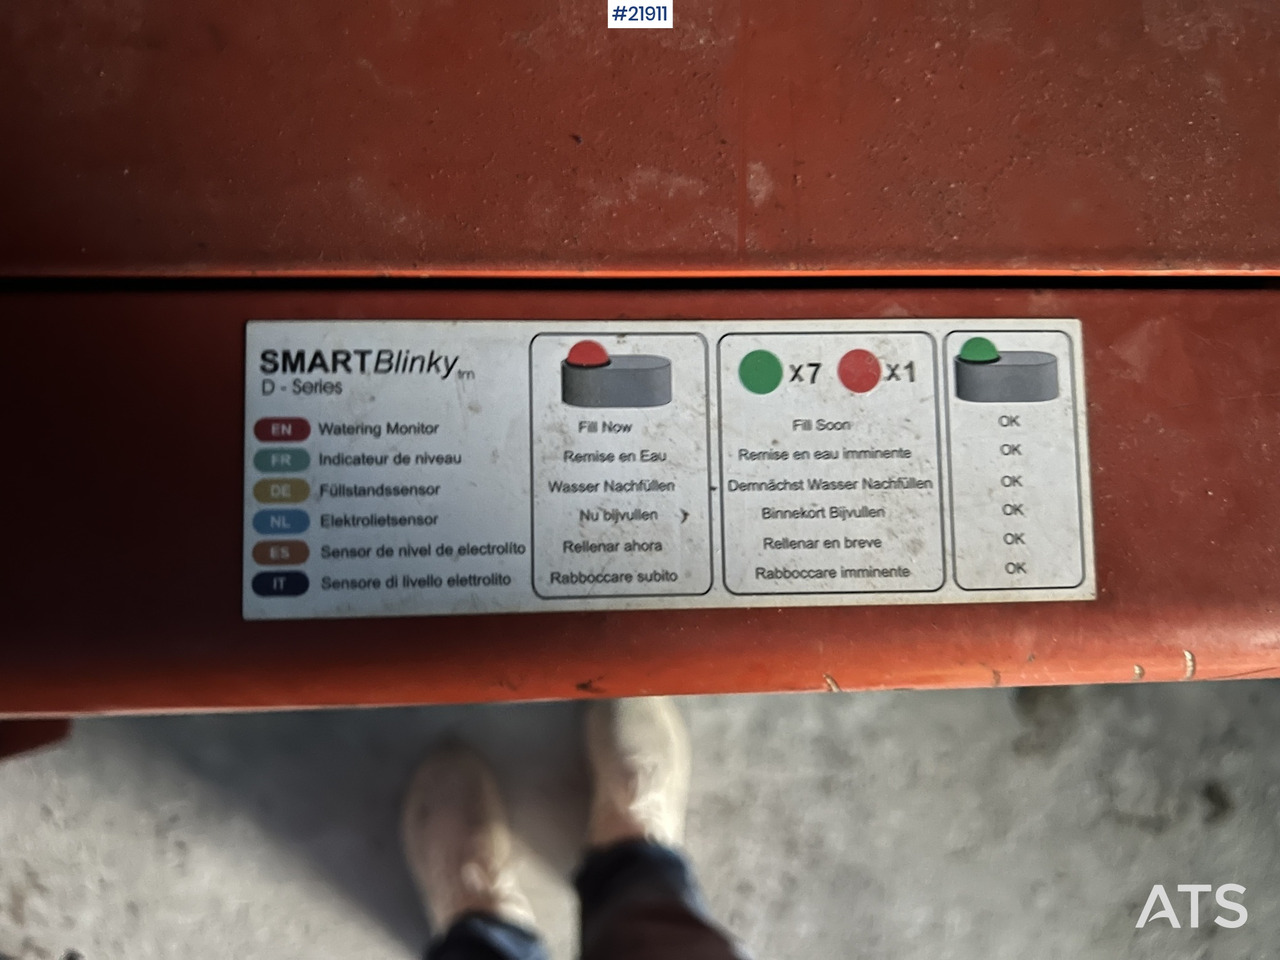 #21911
SMARTBlinky tm
D - Series
EN Watering Monitor
FR Indicateur de niveau
DE Füllstandssensor
NL Elektrolietsensor
ES Sensor de nivel de electrolito
IT Sensore di livello elettrolito
Fill Now
Remise en Eau
Wasser Nachfüllen
Nu bijvullen
Rellenar ahora
Rabboccare subito
X7 X1
Fill Soon
Remise en eau imminente
Demnächst Wasser Nachfüllen
Binnekort Bijvullen
Rellenar en breve
Rabboccare imminente
OK
OK
OK
OK
OK
OK
ATS